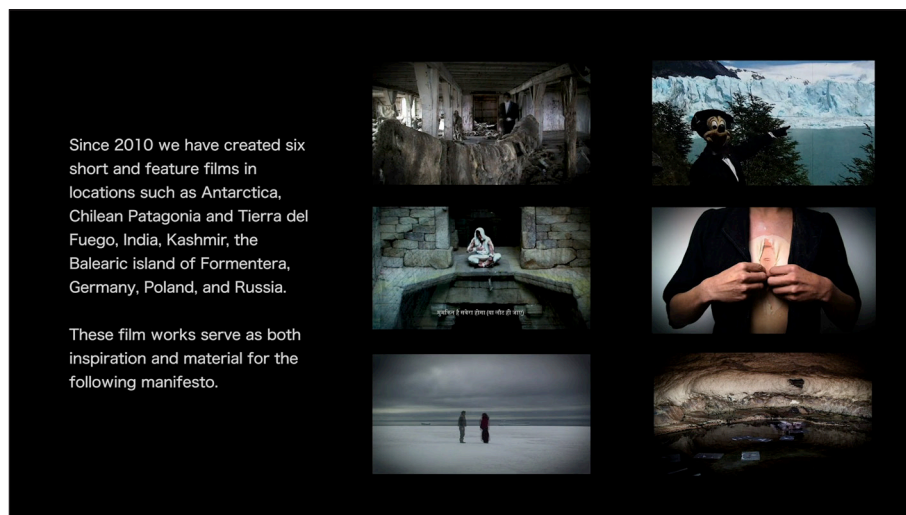 Since 2010 we have created six
short and feature films in
locations such as Antarctica,
Chilean Patagonia and Tierra del
Fuego, India, Kashmir, the
Balearic island of Formentera,
Germany, Poland, and Russia.
These film works serve as both
inspiration and material for the
following manifesto.
है सवेरा होगा (या लौट ही जाएं)